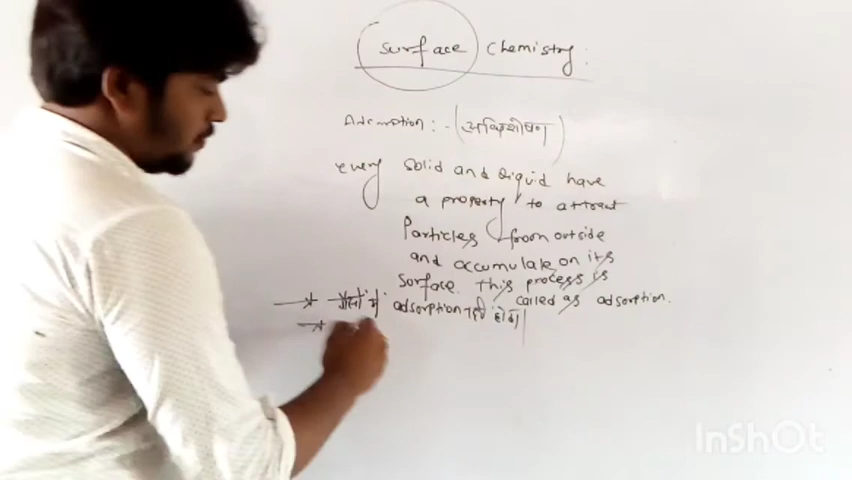 Surface Chemistry:
Adsorption :- (अधिशोषण)
every solid and liquid have
a property to attract
Particles from outside
and accumulate on its
surface. This process is
called as adsorption.
→ गैसों में adsorption नहीं होता
InShOt